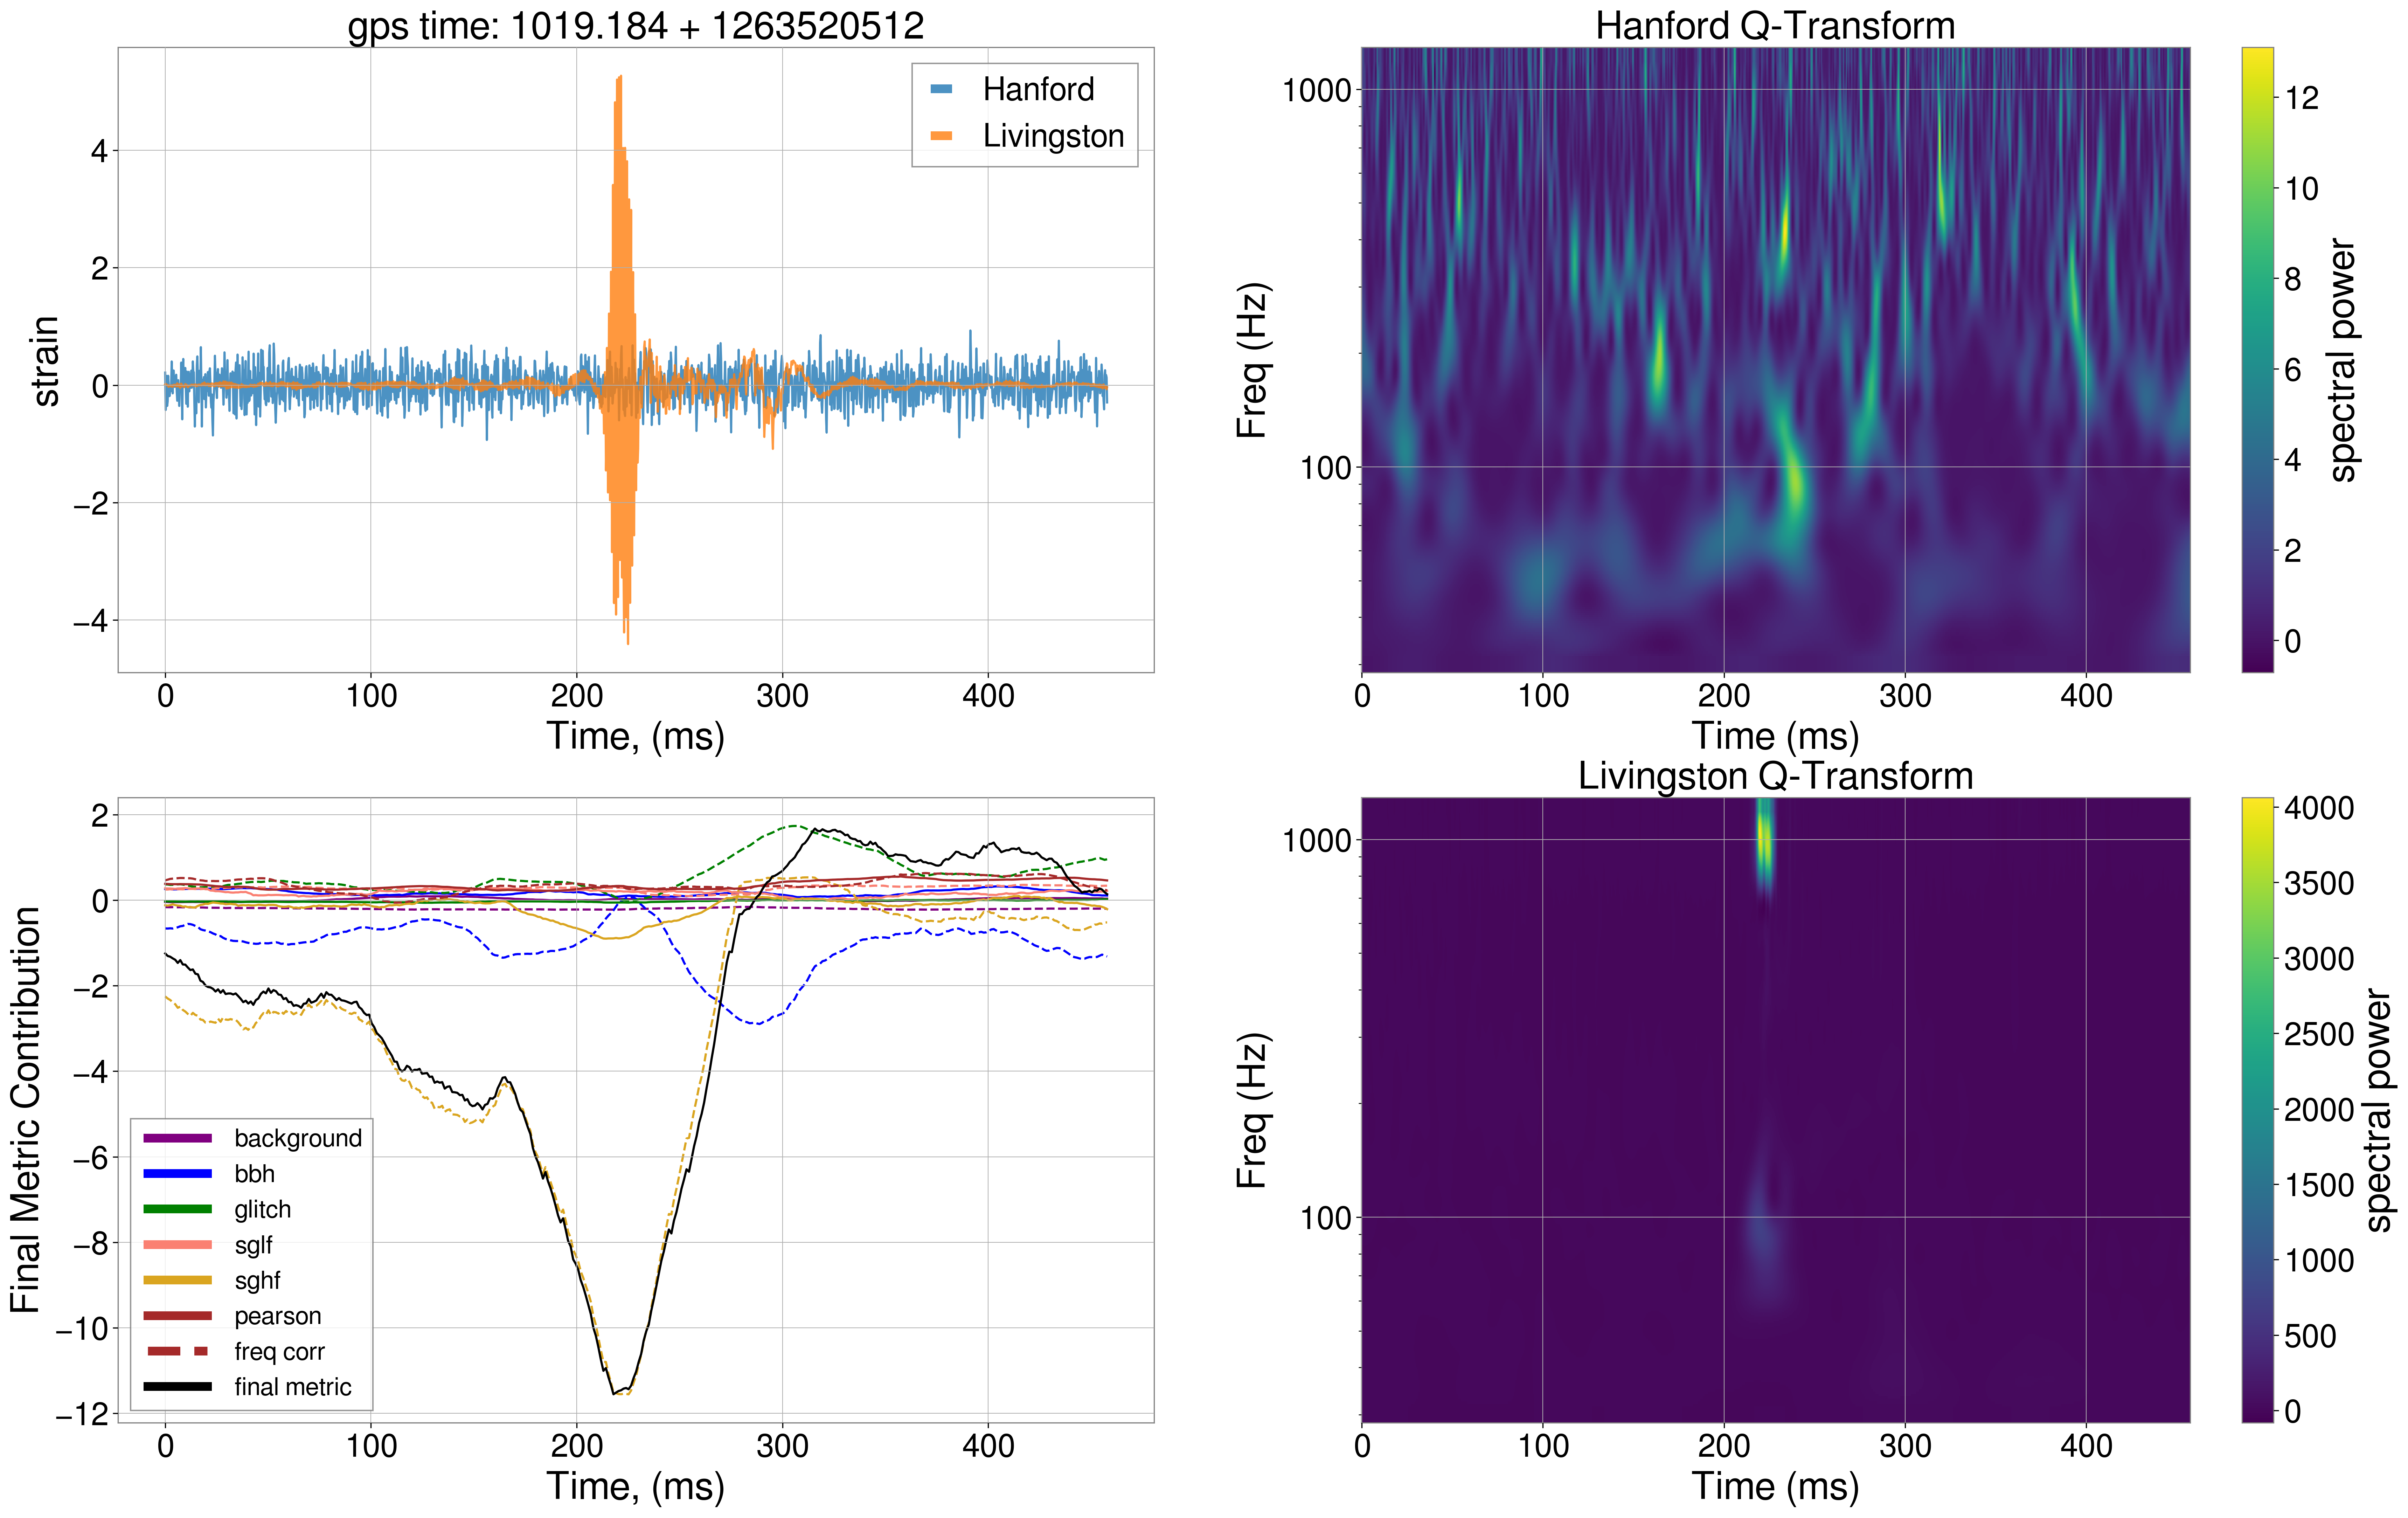 gps time: 1019.184 + 1263520512
Hanford
Livingston
4
2
0
−2
−4
strain
0 100 200 300 400
Time, (ms)
Hanford Q-Transform
1000
100
Freq (Hz)
0 100 200 300 400
Time (ms)
12
10
8
6
4
2
0
spectral power
2
0
−2
−4
−6
−8
−10
−12
Final Metric Contribution
background
bbh
glitch
sglf
sghf
pearson
freq corr
final metric
0 100 200 300 400
Time, (ms)
Livingston Q-Transform
1000
100
Freq (Hz)
0 100 200 300 400
Time (ms)
4000
3500
3000
2500
2000
1500
1000
500
0
spectral power